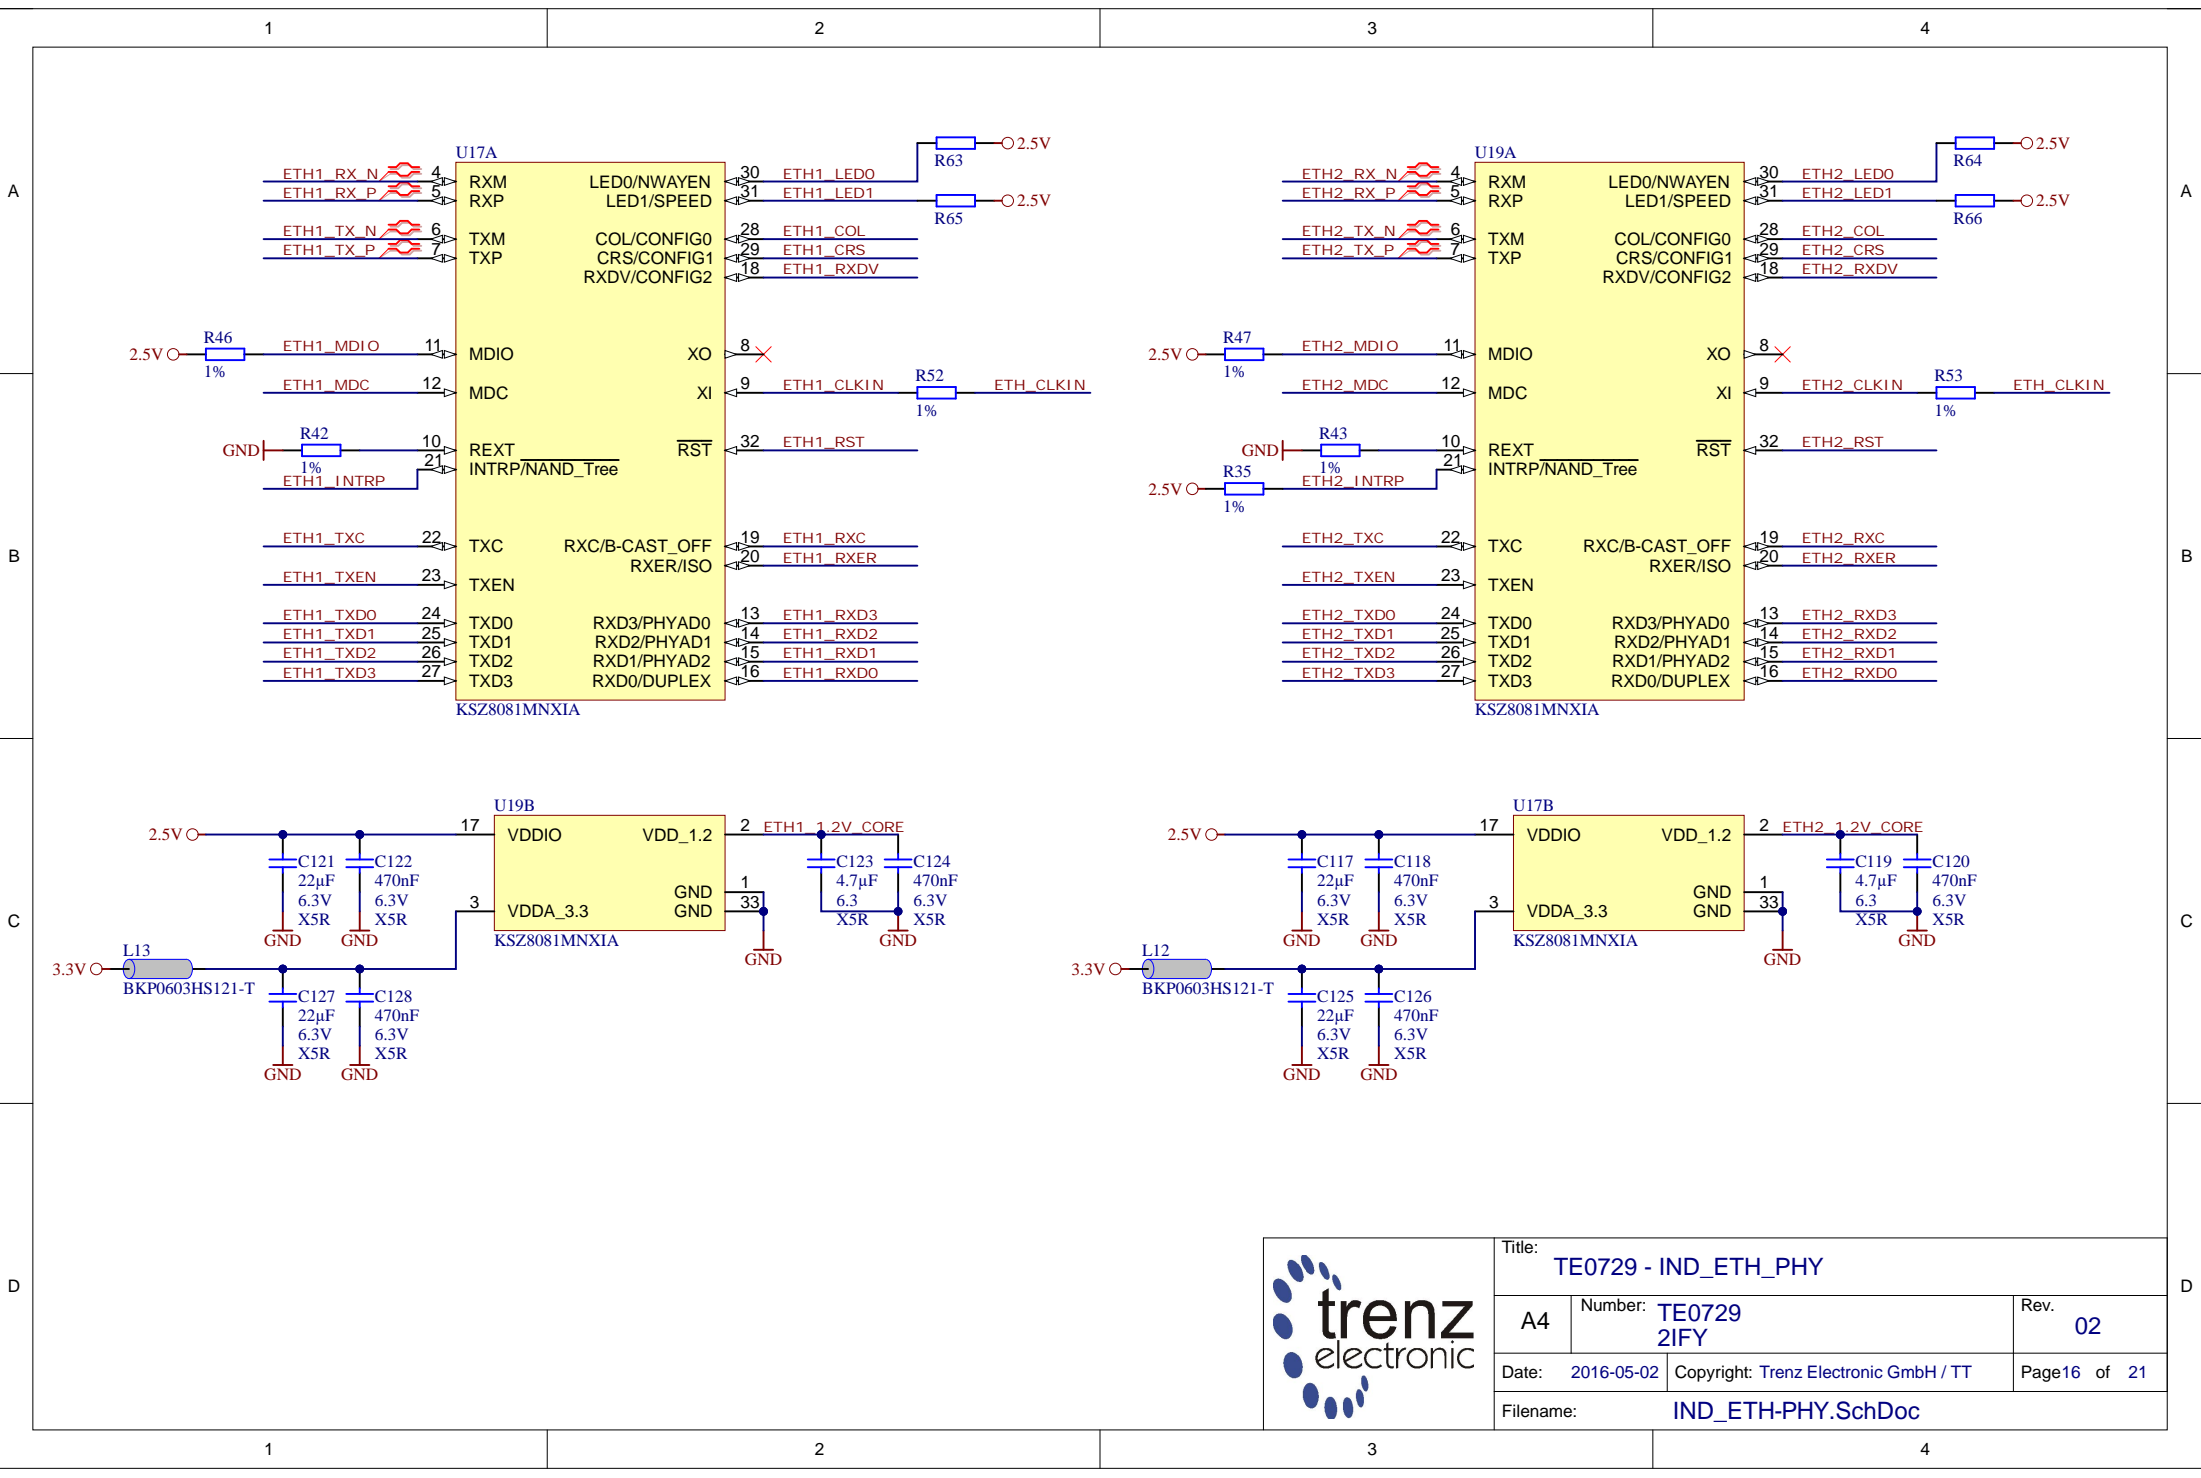 1 2 3 4
A A
U17A
ETH1_RX_N 4 RXM LED0/NWAYEN 30 ETH1_LED0 R63 2.5V
ETH1_RX_P 5 RXP LED1/SPEED 31 ETH1_LED1 R65 2.5V
ETH1_TX_N 6 TXM COL/CONFIG0 28 ETH1_COL
ETH1_TX_P 7 TXP CRS/CONFIG1 29 ETH1_CRS
RXDV/CONFIG2 18 ETH1_RXDV
2.5V R46 1% ETH1_MDIO 11 MDIO XO 8
ETH1_MDC 12 MDC XI 9 ETH1_CLKIN R52 1% ETH_CLKIN
GND R42 1% 10 REXT RST 32 ETH1_RST
ETH1_INTRP 21 INTRP/NAND_Tree
ETH1_TXC 22 TXC RXC/B-CAST_OFF 19 ETH1_RXC
RXER/ISO 20 ETH1_RXER
ETH1_TXEN 23 TXEN
ETH1_TXD0 24 TXD0 RXD3/PHYAD0 13 ETH1_RXD3
ETH1_TXD1 25 TXD1 RXD2/PHYAD1 14 ETH1_RXD2
ETH1_TXD2 26 TXD2 RXD1/PHYAD2 15 ETH1_RXD1
ETH1_TXD3 27 TXD3 RXD0/DUPLEX 16 ETH1_RXD0
KSZ8081MNXIA
U19A
ETH2_RX_N 4 RXM LED0/NWAYEN 30 ETH2_LED0 R64 2.5V
ETH2_RX_P 5 RXP LED1/SPEED 31 ETH2_LED1 R66 2.5V
ETH2_TX_N 6 TXM COL/CONFIG0 28 ETH2_COL
ETH2_TX_P 7 TXP CRS/CONFIG1 29 ETH2_CRS
RXDV/CONFIG2 18 ETH2_RXDV
2.5V R47 1% ETH2_MDIO 11 MDIO XO 8
ETH2_MDC 12 MDC XI 9 ETH2_CLKIN R53 1% ETH_CLKIN
GND R43 1% 10 REXT RST 32 ETH2_RST
2.5V R35 1% ETH2_INTRP 21 INTRP/NAND_Tree
ETH2_TXC 22 TXC RXC/B-CAST_OFF 19 ETH2_RXC
RXER/ISO 20 ETH2_RXER
ETH2_TXEN 23 TXEN
ETH2_TXD0 24 TXD0 RXD3/PHYAD0 13 ETH2_RXD3
ETH2_TXD1 25 TXD1 RXD2/PHYAD1 14 ETH2_RXD2
ETH2_TXD2 26 TXD2 RXD1/PHYAD2 15 ETH2_RXD1
ETH2_TXD3 27 TXD3 RXD0/DUPLEX 16 ETH2_RXD0
KSZ8081MNXIA
B B
U19B
2.5V 17 VDDIO VDD_1.2 2 ETH1_1.2V_CORE
C121 C122 C123 C124
22µF 470nF 4.7µF 470nF
6.3V 6.3V 6.3 6.3V
X5R X5R X5R X5R
GND GND GND
3 VDDA_3.3 GND 1
GND 33
GND
KSZ8081MNXIA
3.3V L13
BKP0603HS121-T
C127 C128
22µF 470nF
6.3V 6.3V
X5R X5R
GND GND
U17B
2.5V 17 VDDIO VDD_1.2 2 ETH2_1.2V_CORE
C117 C118 C119 C120
22µF 470nF 4.7µF 470nF
6.3V 6.3V 6.3 6.3V
X5R X5R X5R X5R
GND GND GND
3 VDDA_3.3 GND 1
GND 33
GND
KSZ8081MNXIA
3.3V L12
BKP0603HS121-T
C125 C126
22µF 470nF
6.3V 6.3V
X5R X5R
GND GND
C C
D D
trenz
electronic
Title: TE0729 - IND_ETH_PHY
A4 Number: TE0729
2IFY
Rev. 02
Date: 2016-05-02 Copyright: Trenz Electronic GmbH / TT Page16 of 21
Filename: IND_ETH-PHY.SchDoc
1 2 3 4